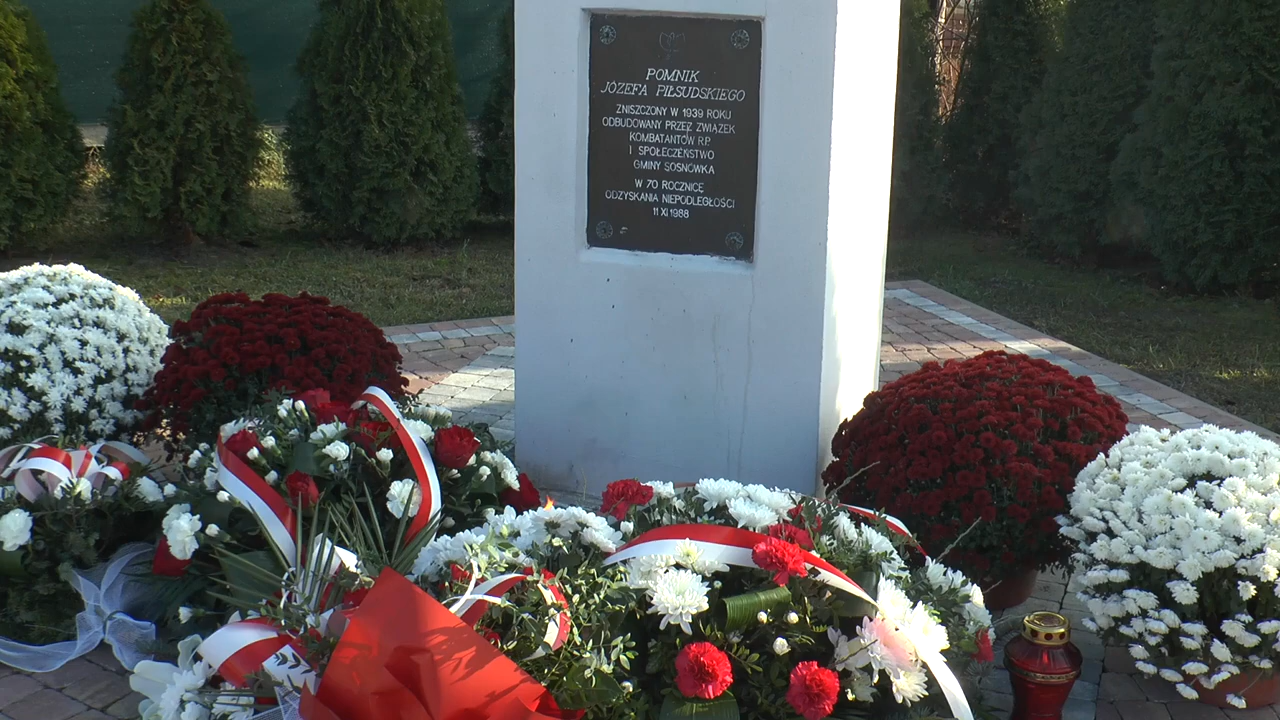 POMNIK
JÓZEFA PIŁSUDSKIEGO
ZNISZCZONY W 1939 ROKU
ODBUDOWANY PRZEZ ZWIĄZEK
KOMBATANTÓW R.P.
I SPOŁECZEŃSTWO
GMINY SOSNÓWKA
W 70 ROCZNICĘ
ODZYSKANIA NIEPODLEGŁOŚCI
11 XI 1988